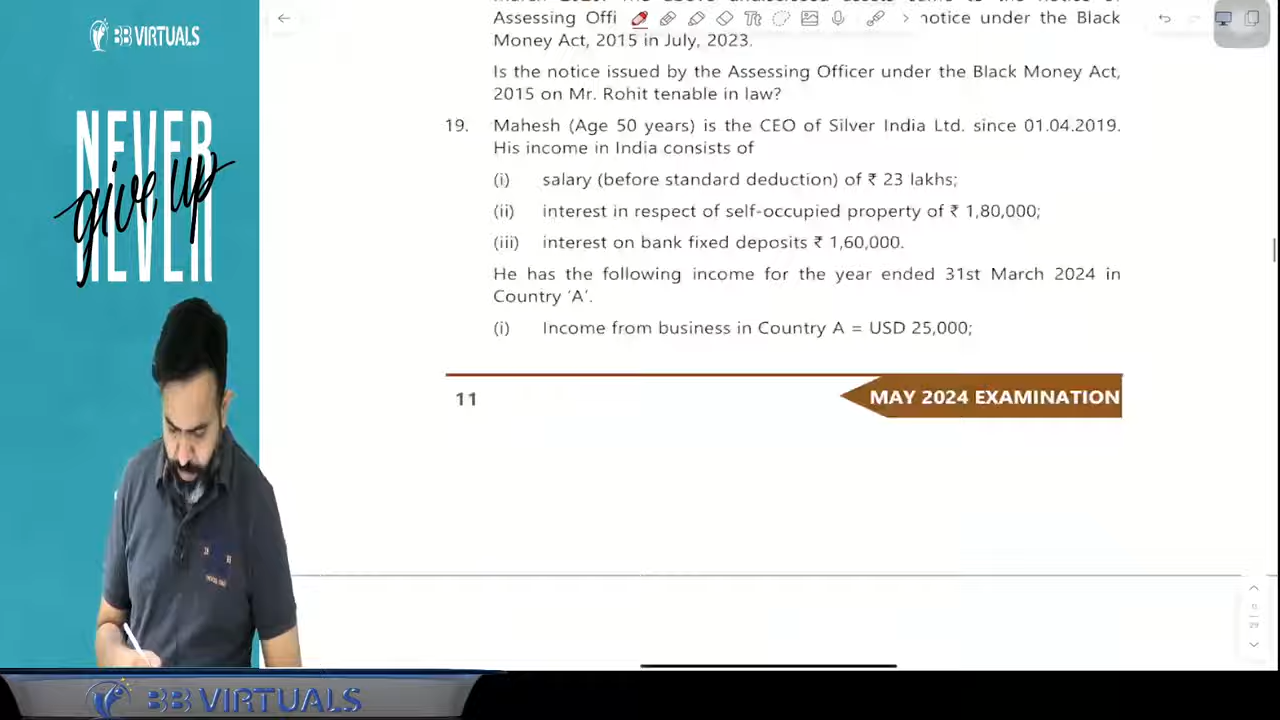 BB VIRTUALS
NEVER
give up
NEVER
Assessing Offi
notice under the Black
Money Act, 2015 in July, 2023.
Is the notice issued by the Assessing Officer under the Black Money Act,
2015 on Mr. Rohit tenable in law?
19. Mahesh (Age 50 years) is the CEO of Silver India Ltd. since 01.04.2019.
His income in India consists of
(i) salary (before standard deduction) of ₹ 23 lakhs;
(ii) interest in respect of self-occupied property of ₹ 1,80,000;
(iii) interest on bank fixed deposits ₹ 1,60,000.
He has the following income for the year ended 31st March 2024 in
Country ‘A’.
(i) Income from business in Country A = USD 25,000;
11
MAY 2024 EXAMINATION
29
BB VIRTUALS